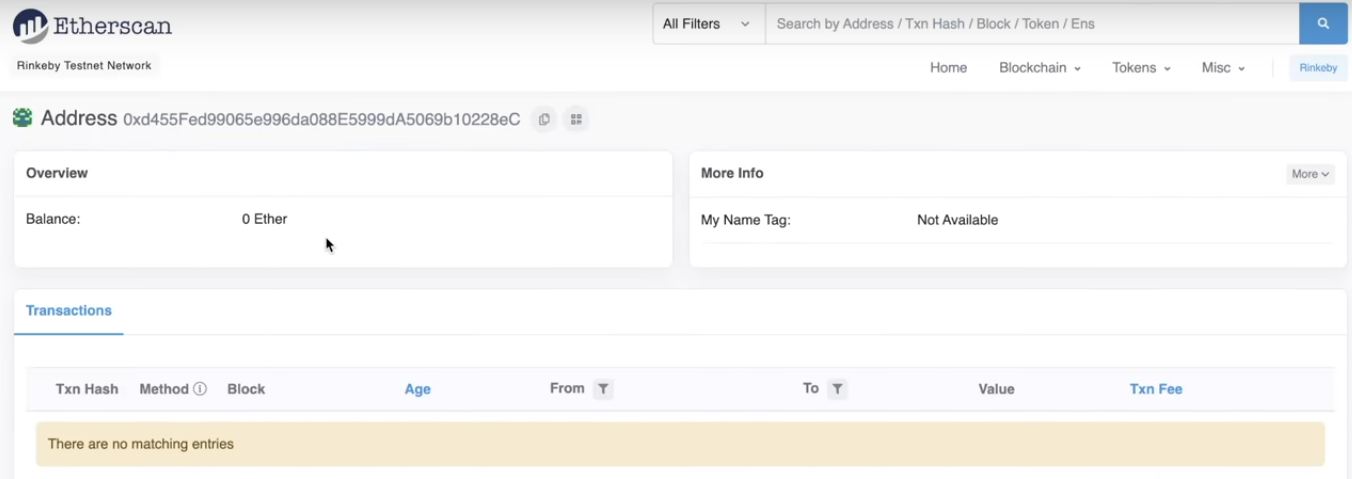 Etherscan
All Filters
Search by Address / Txn Hash / Block / Token / Ens
Rinkeby Testnet Network
Home Blockchain Tokens Misc Rinkeby
Address 0xd455Fed99065e996da088E5999dA5069b10228eC
Overview
Balance: 0 Ether
More Info More
My Name Tag: Not Available
Transactions
Txn Hash Method Block Age From To Value Txn Fee
There are no matching entries